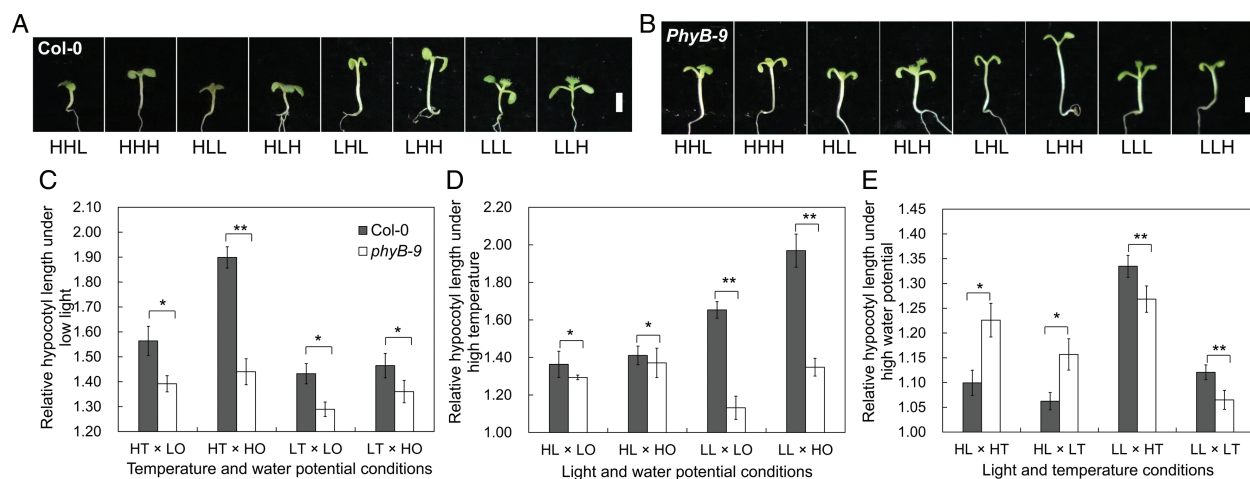 A
Col-0
HHL HHH HLL HLH LHL LHH LLL LLH
B
PhyB-9
HHL HHH HLL HLH LHL LHH LLL LLH
C
Relative hypocotyl length under
low light
2.10
2.00
1.90
1.80
1.70
1.60
1.50
1.40
1.30
1.20
Col-0
phyB-9
*
**
*
*
HT × LO HT × HO LT × LO LT × HO
Temperature and water potential conditions
D
Relative hypocotyl length under
high temperature
2.20
2.00
1.80
1.60
1.40
1.20
1.00
*
*
**
**
HL × LO HL × HO LL × LO LL × HO
Light and water potential conditions
E
Relative hypocotyl length under
high water potential
1.45
1.40
1.35
1.30
1.25
1.20
1.15
1.10
1.05
1.00
*
*
**
**
HL × HT HL × LT LL × HT LL × LT
Light and temperature conditions